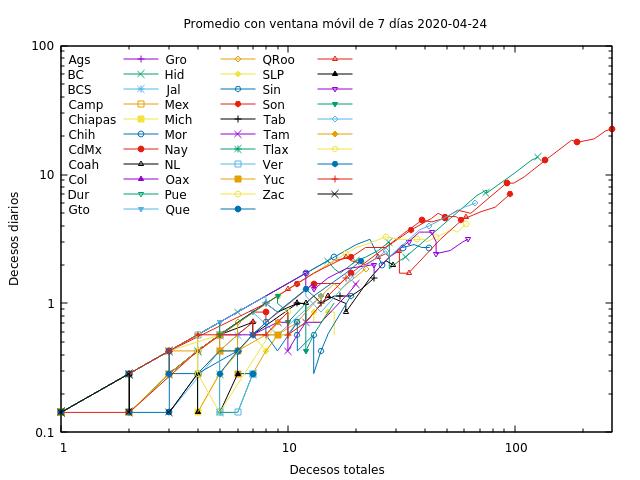 Promedio con ventana móvil de 7 días 2020-04-24
100
10
1
0.1
Decesos diarios
Ags Gro QRoo
BC Hid SLP
BCS Jal Sin
Camp Mex Son
Chiapas Mich Tab
Chih Mor Tam
CdMx Nay Tlax
Coah NL Ver
Col Oax Yuc
Dur Pue Zac
Gto Que
1 10 100
Decesos totales